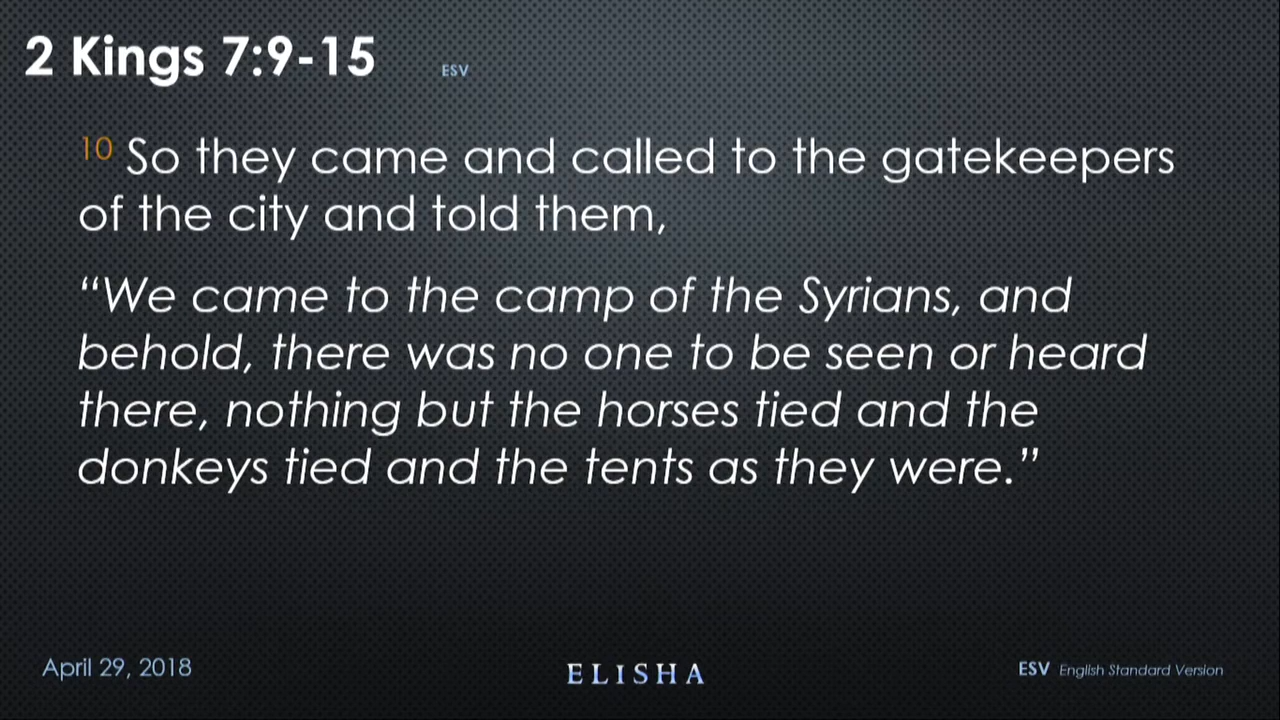 2 Kings 7:9-15 ESV
10 So they came and called to the gatekeepers
of the city and told them,
“We came to the camp of the Syrians, and
behold, there was no one to be seen or heard
there, nothing but the horses tied and the
donkeys tied and the tents as they were.”
April 29, 2018
ELISHA
ESV English Standard Version